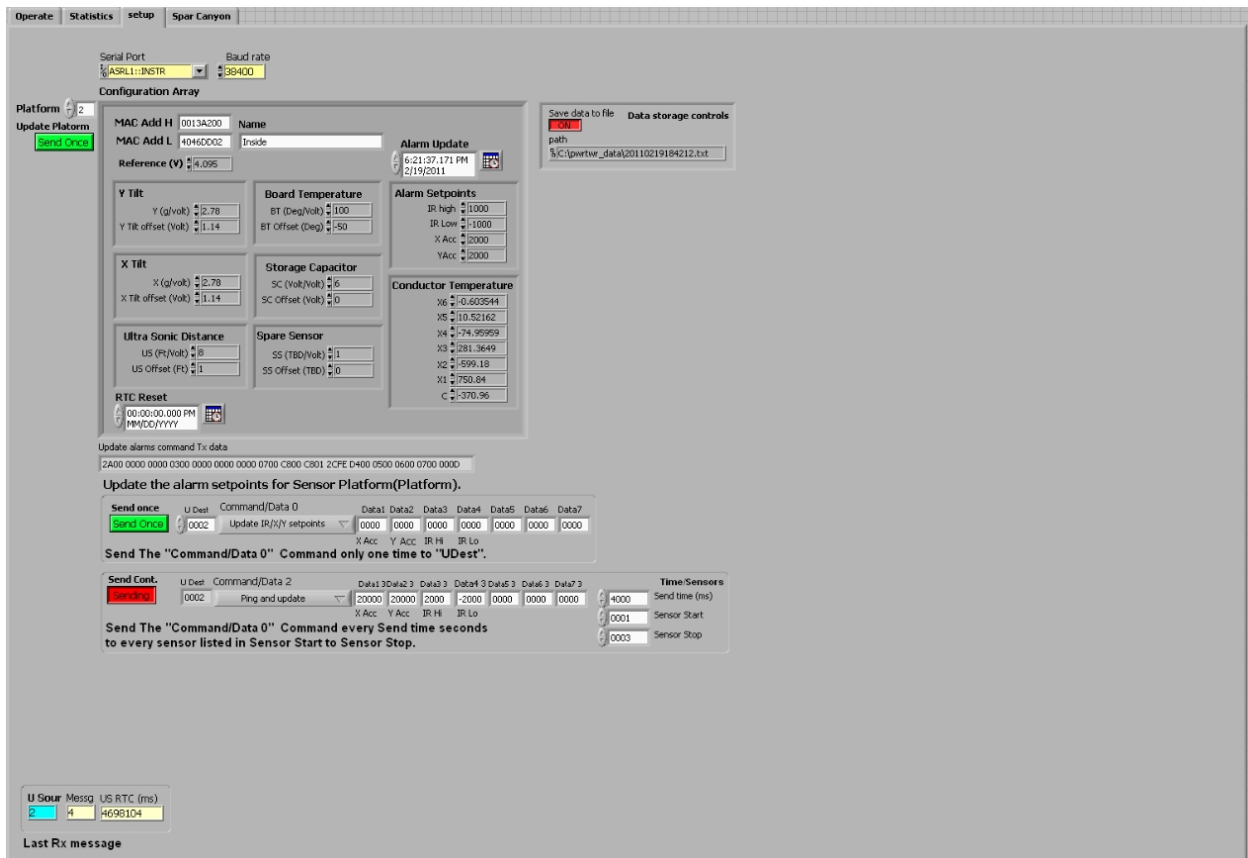 Operate Statistics setup Spar Canyon
Serial Port Baud rate
ASRL1::INSTR 38400
Configuration Array
Platform 2
Update Platorm
Send Once
MAC Add H 0013A200 Name
MAC Add L 4046DD02 Inside
Reference (V) 4.095
Alarm Update
6:21:37.171 PM
2/19/2011
Save data to file Data storage controls
ON
path
C:\pwrtwr_data\20110219184212.txt
Y Tilt
Y (g/volt) 2.78
Y Tilt offset (Volt) 1.14
Board Temperature
BT (Deg/Volt) 100
BT Offset (Deg) -50
Alarm Setpoints
IR high 1000
IR Low -1000
X Acc 2000
YAcc 2000
X Tilt
X (g/volt) 2.78
X Tilt offset (Volt) 1.14
Storage Capacitor
SC (Volt/Volt) 6
SC Offset (Volt) 0
Conductor Temperature
X6 -0.603544
X5 10.52162
X4 -74.95959
X3 281.3649
X2 -599.18
X1 750.84
C -370.96
Ultra Sonic Distance
US (Ft/Volt) 8
US Offset (Ft) 1
Spare Sensor
SS (TBD/Volt) 1
SS Offset (TBD) 0
RTC Reset
00:00:00.000 PM
MM/DD/YYYY
Update alarms command Tx data
2A00 0000 0000 0300 0000 0000 0000 0700 C800 C801 2CFE D400 0500 0600 0700 000D
Update the alarm setpoints for Sensor Platform(Platform).
Send once U Dest Command/Data 0 Data1 Data2 Data3 Data4 Data5 Data6 Data7
Send Once 0002 Update IR/X/Y setpoints 0000 0000 0000 0000 0000 0000 0000
X Acc Y Acc IR Hi IR Lo
Send The "Command/Data 0" Command only one time to "UDest".
Send Cont. U Dest Command/Data 2 Data1 3 Data2 3 Data3 3 Data4 3 Data5 3 Data6 3 Data7 3 Time/Sensors
Sending 0002 Ping and update 20000 20000 2000 -2000 0000 0000 0000 4000 Send time (ms)
X Acc Y Acc IR Hi IR Lo
0001 Sensor Start
Send The "Command/Data 0" Command every Send time seconds
to every sensor listed in Sensor Start to Sensor Stop.
0003 Sensor Stop
U Sour Messg US RTC (ms)
2 4 4698104
Last Rx message